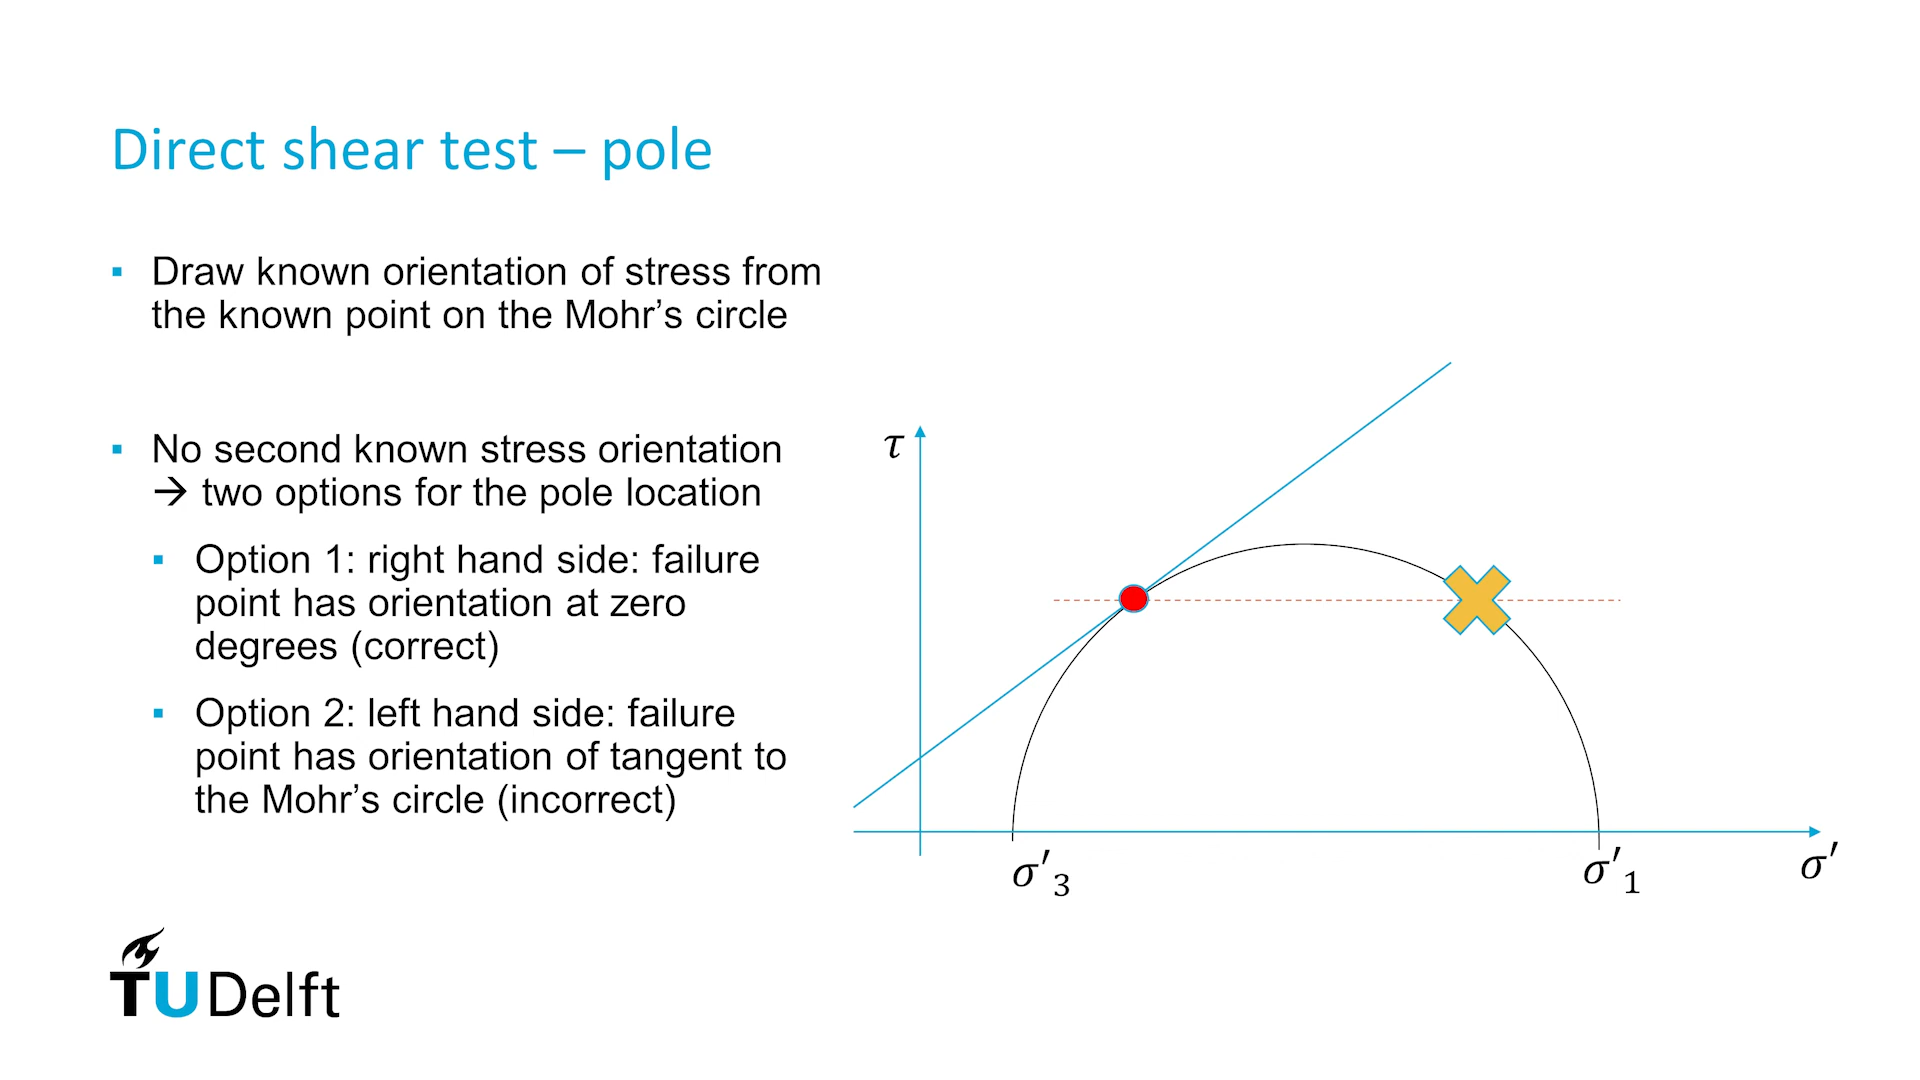 Direct shear test – pole
▪ Draw known orientation of stress from
the known point on the Mohr’s circle
▪ No second known stress orientation
→ two options for the pole location
▪ Option 1: right hand side: failure
point has orientation at zero
degrees (correct)
▪ Option 2: left hand side: failure
point has orientation of tangent to
the Mohr’s circle (incorrect)
τ
σ′₃
σ′₁
σ′
TUDelft